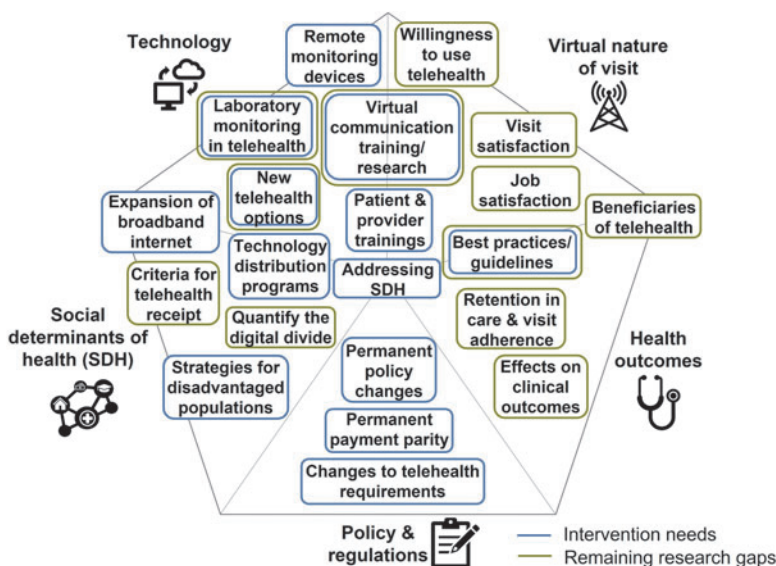 Technology
Remote
monitoring
devices
Willingness
to use
telehealth
Virtual nature
of visit
Laboratory
monitoring
in telehealth
Virtual
communication
training/
research
Visit
satisfaction
New
telehealth
options
Job
satisfaction
Expansion of
broadband
internet
Patient &
provider
trainings
Beneficiaries
of telehealth
Technology
distribution
programs
Best practices/
guidelines
Addressing
SDH
Criteria for
telehealth
receipt
Quantify the
digital divide
Retention in
care & visit
adherence
Social
determinants of
health (SDH)
Health
outcomes
Strategies for
disadvantaged
populations
Permanent
policy
changes
Effects on
clinical
outcomes
Permanent
payment parity
Changes to telehealth
requirements
Policy &
regulations
Intervention needs
Remaining research gaps